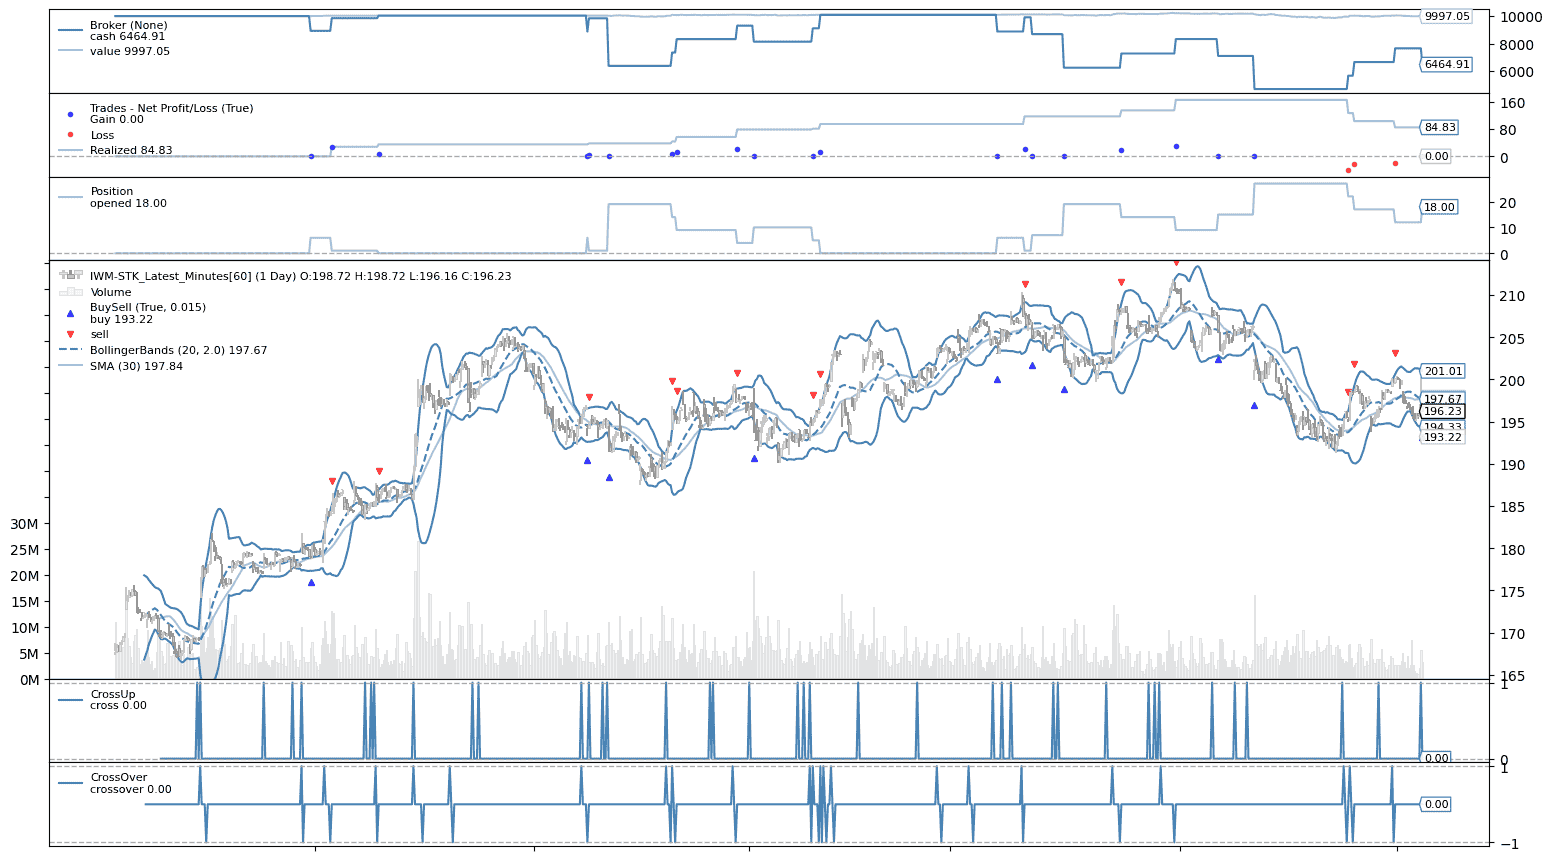 Broker (None)
cash 6464.91
value 9997.05
9997.05
6464.91
10000
8000
6000
Trades - Net Profit/Loss (True)
Gain 0.00
Loss
Realized 84.83
84.83
0.00
160
80
0
Position
opened 18.00
18.00
20
10
0
IWM-STK_Latest_Minutes[60] (1 Day) O:198.72 H:198.72 L:196.16 C:196.23
Volume
BuySell (True, 0.015)
buy 193.22
sell
BollingerBands (20, 2.0) 197.67
SMA (30) 197.84
201.01
197.67
196.23
194.33
193.22
210
205
200
195
190
185
180
175
170
165
30M
25M
20M
15M
10M
5M
0M
CrossUp
cross 0.00
0.00
1
0
CrossOver
crossover 0.00
0.00
1
−1